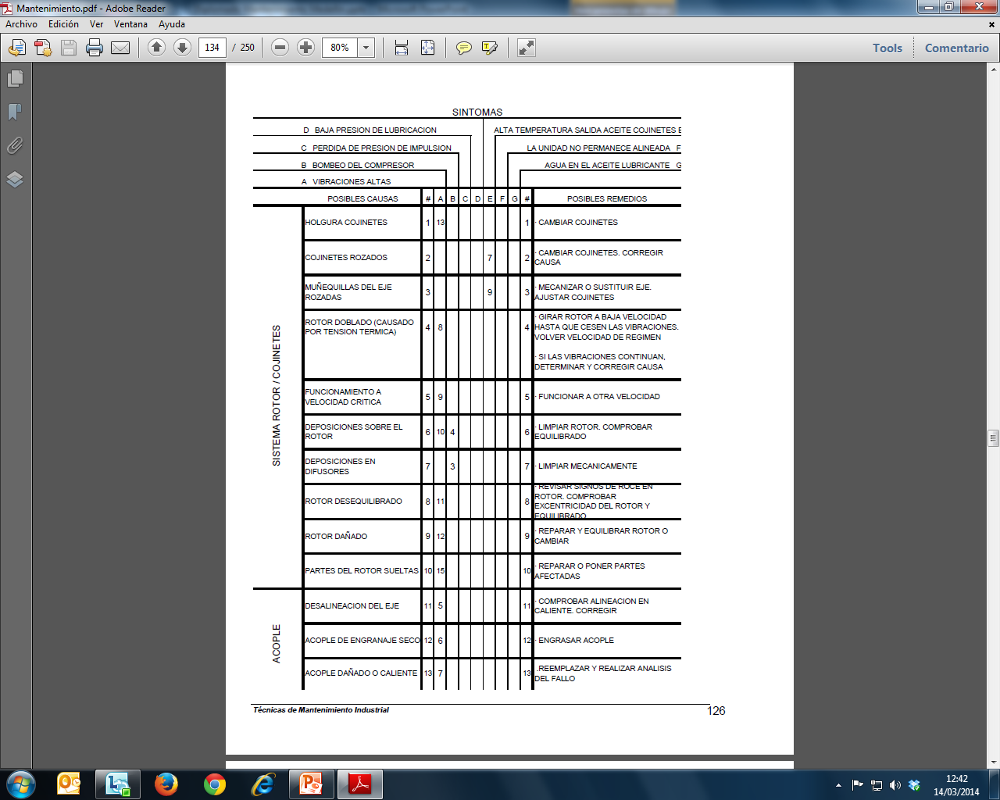 Mantenimiento.pdf - Adobe Reader
Archivo Edición Ver Ventana Ayuda
134 / 250 80% Tools Comentario
SINTOMAS
D BAJA PRESION DE LUBRICACION ALTA TEMPERATURA SALIDA ACEITE COJINETES E
C PERDIDA DE PRESION DE IMPULSION LA UNIDAD NO PERMANECE ALINEADA F
B BOMBEO DEL COMPRESOR AGUA EN EL ACEITE LUBRICANTE G
A VIBRACIONES ALTAS
POSIBLES CAUSAS # A B C D E F G # POSIBLES REMEDIOS
SISTEMA ROTOR / COJINETES
HOLGURA COJINETES 1 13 1 · CAMBIAR COJINETES
COJINETES ROZADOS 2 7 2 · CAMBIAR COJINETES. CORREGIR
CAUSA
MUÑEQUILLAS DEL EJE
ROZADAS 3 9 3 · MECANIZAR O SUSTITUIR EJE.
AJUSTAR COJINETES
ROTOR DOBLADO (CAUSADO
POR TENSION TERMICA) 4 8 4 · GIRAR ROTOR A BAJA VELOCIDAD
HASTA QUE CESEN LAS VIBRACIONES.
VOLVER VELOCIDAD DE REGIMEN
· SI LAS VIBRACIONES CONTINUAN,
DETERMINAR Y CORREGIR CAUSA
FUNCIONAMIENTO A
VELOCIDAD CRITICA 5 9 5 · FUNCIONAR A OTRA VELOCIDAD
DEPOSICIONES SOBRE EL
ROTOR 6 10 4 6 · LIMPIAR ROTOR. COMPROBAR
EQUILIBRADO
DEPOSICIONES EN
DIFUSORES 7 3 7 · LIMPIAR MECANICAMENTE
ROTOR DESEQUILIBRADO 8 11 8 · REVISAR SIGNOS DE ROCE EN
ROTOR. COMPROBAR
EXCENTRICIDAD DEL ROTOR Y
EQUILIBRADO
ROTOR DAÑADO 9 12 9 · REPARAR Y EQUILIBRAR ROTOR O
CAMBIAR
PARTES DEL ROTOR SUELTAS 10 15 10 · REPARAR O PONER PARTES
AFECTADAS
ACOPLE
DESALINEACION DEL EJE 11 5 11 · COMPROBAR ALINEACION EN
CALIENTE. CORREGIR
ACOPLE DE ENGRANAJE SECO 12 6 12 · ENGRASAR ACOPLE
ACOPLE DAÑADO O CALIENTE 13 7 13 .REEMPLAZAR Y REALIZAR ANALISIS
DEL FALLO
Técnicas de Mantenimiento Industrial 126
12:42
14/03/2014